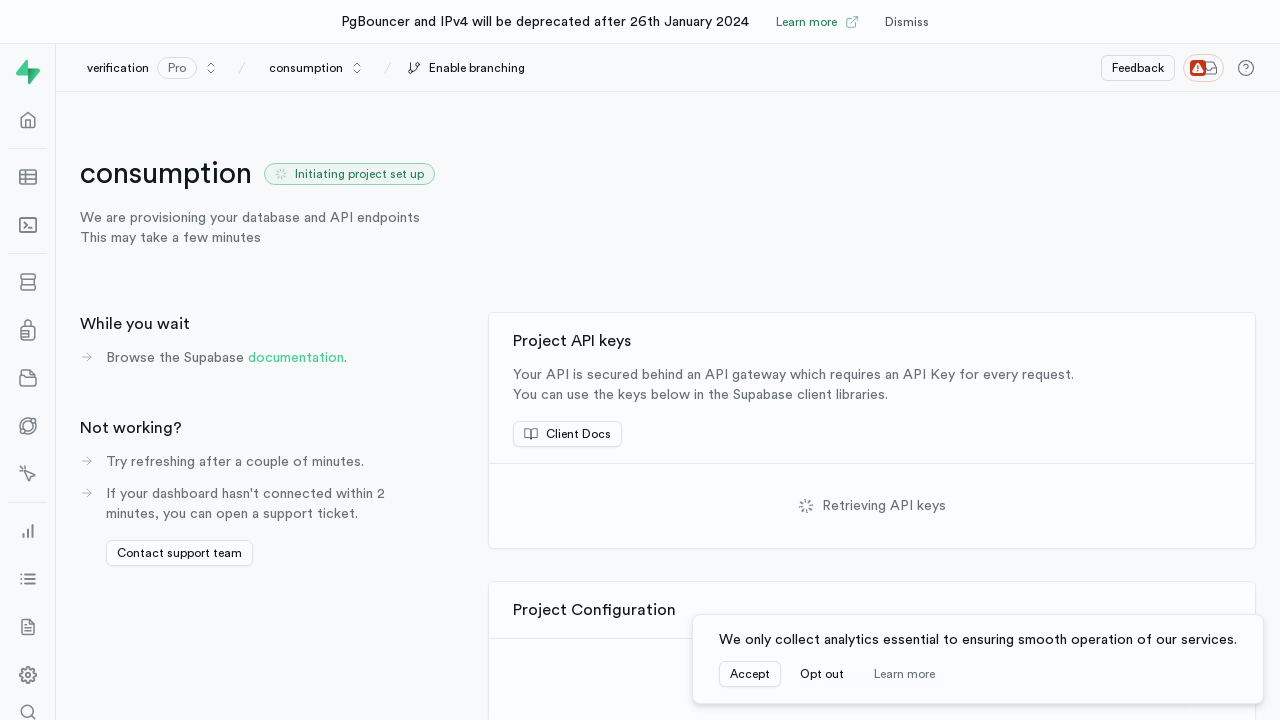 PgBouncer and IPv4 will be deprecated after 26th January 2024 Learn more Dismiss
verification Pro / consumption / Enable branching Feedback
consumption Initiating project set up
We are provisioning your database and API endpoints
This may take a few minutes
While you wait
Browse the Supabase documentation.
Not working?
Try refreshing after a couple of minutes.
If your dashboard hasn't connected within 2
minutes, you can open a support ticket.
Contact support team
Project API keys
Your API is secured behind an API gateway which requires an API Key for every request.
You can use the keys below in the Supabase client libraries.
Client Docs
Retrieving API keys
Project Configuration
We only collect analytics essential to ensuring smooth operation of our services.
Accept Opt out Learn more